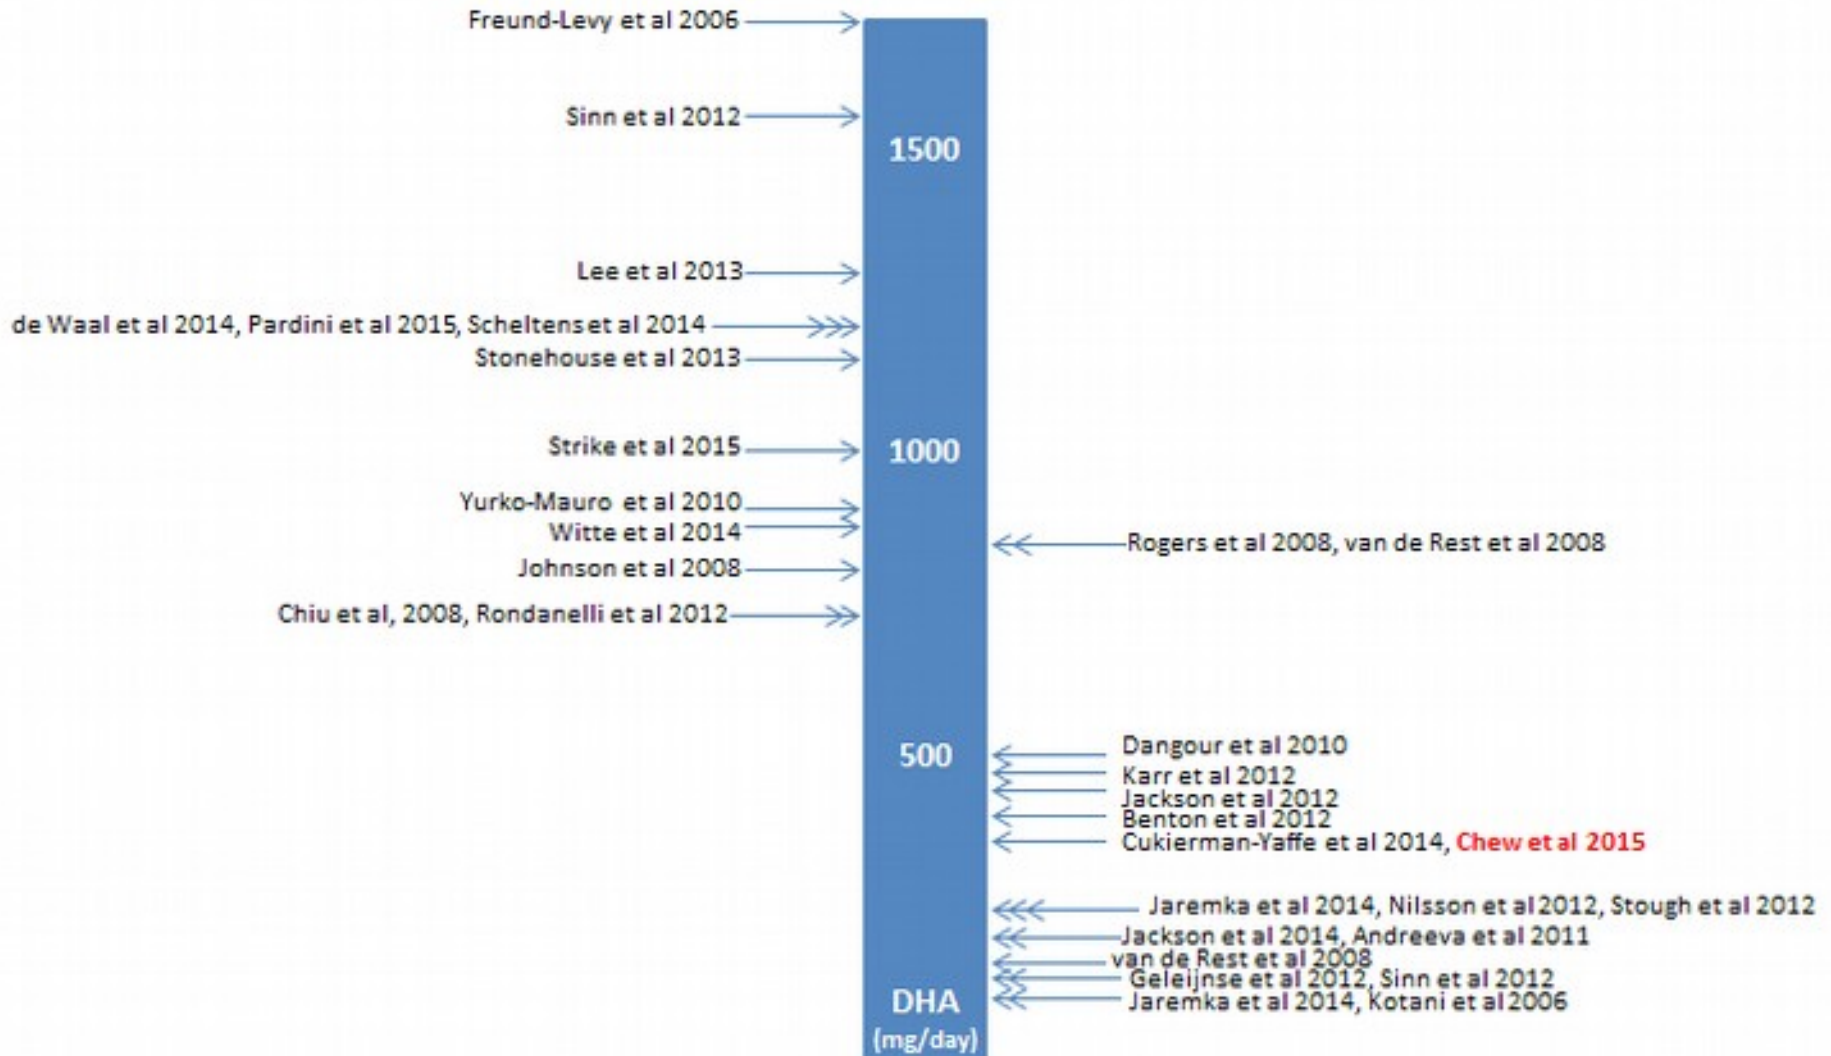 Freund-Levy et al 2006
Sinn et al 2012
1500
Lee et al 2013
de Waal et al 2014, Pardini et al 2015, Scheltens et al 2014
Stonehouse et al 2013
Strike et al 2015
1000
Yurko-Mauro et al 2010
Witte et al 2014
Rogers et al 2008, van de Rest et al 2008
Johnson et al 2008
Chiu et al, 2008, Rondanelli et al 2012
500
Dangour et al 2010
Karr et al 2012
Jackson et al 2012
Benton et al 2012
Cukierman-Yaffe et al 2014, Chew et al 2015
Jaremka et al 2014, Nilsson et al 2012, Stough et al 2012
Jackson et al 2014, Andreeva et al 2011
van de Rest et al 2008
Geleijnse et al 2012, Sinn et al 2012
Jaremka et al 2014, Kotani et al 2006
DHA
(mg/day)